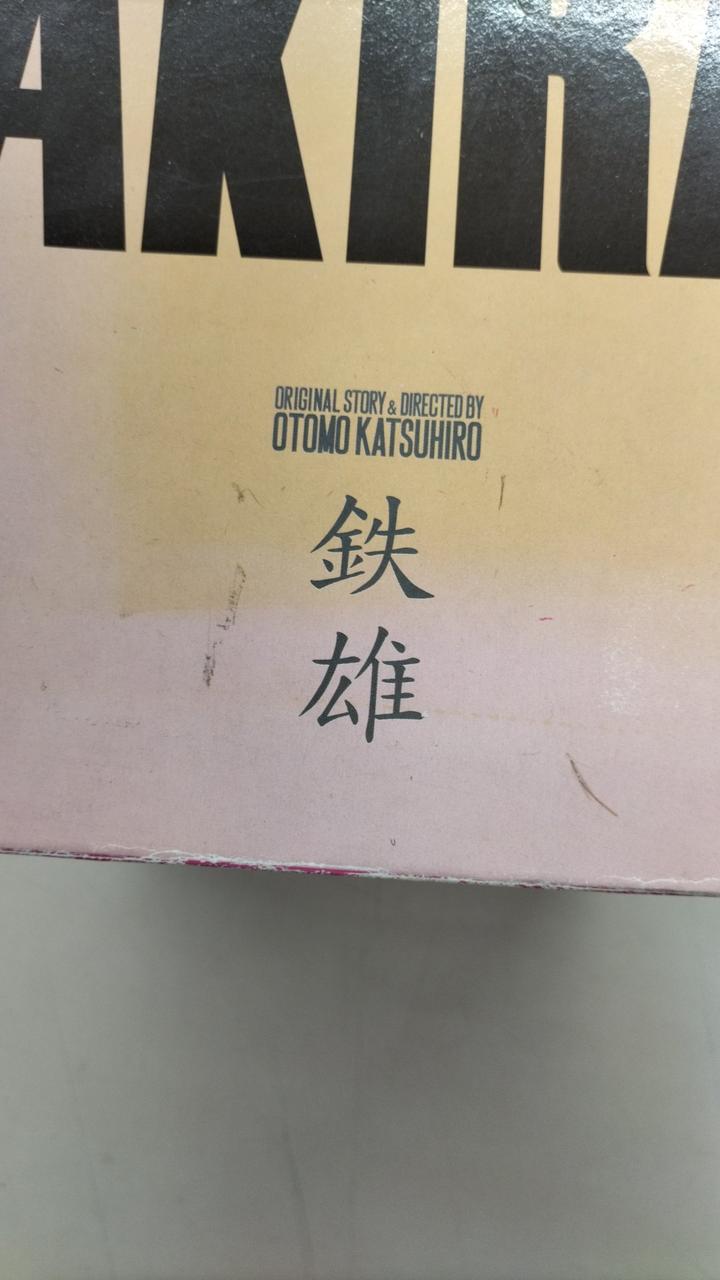 AKIRA
ORIGINAL STORY & DIRECTED BY
OTOMO KATSUHIRO
鉄
雄